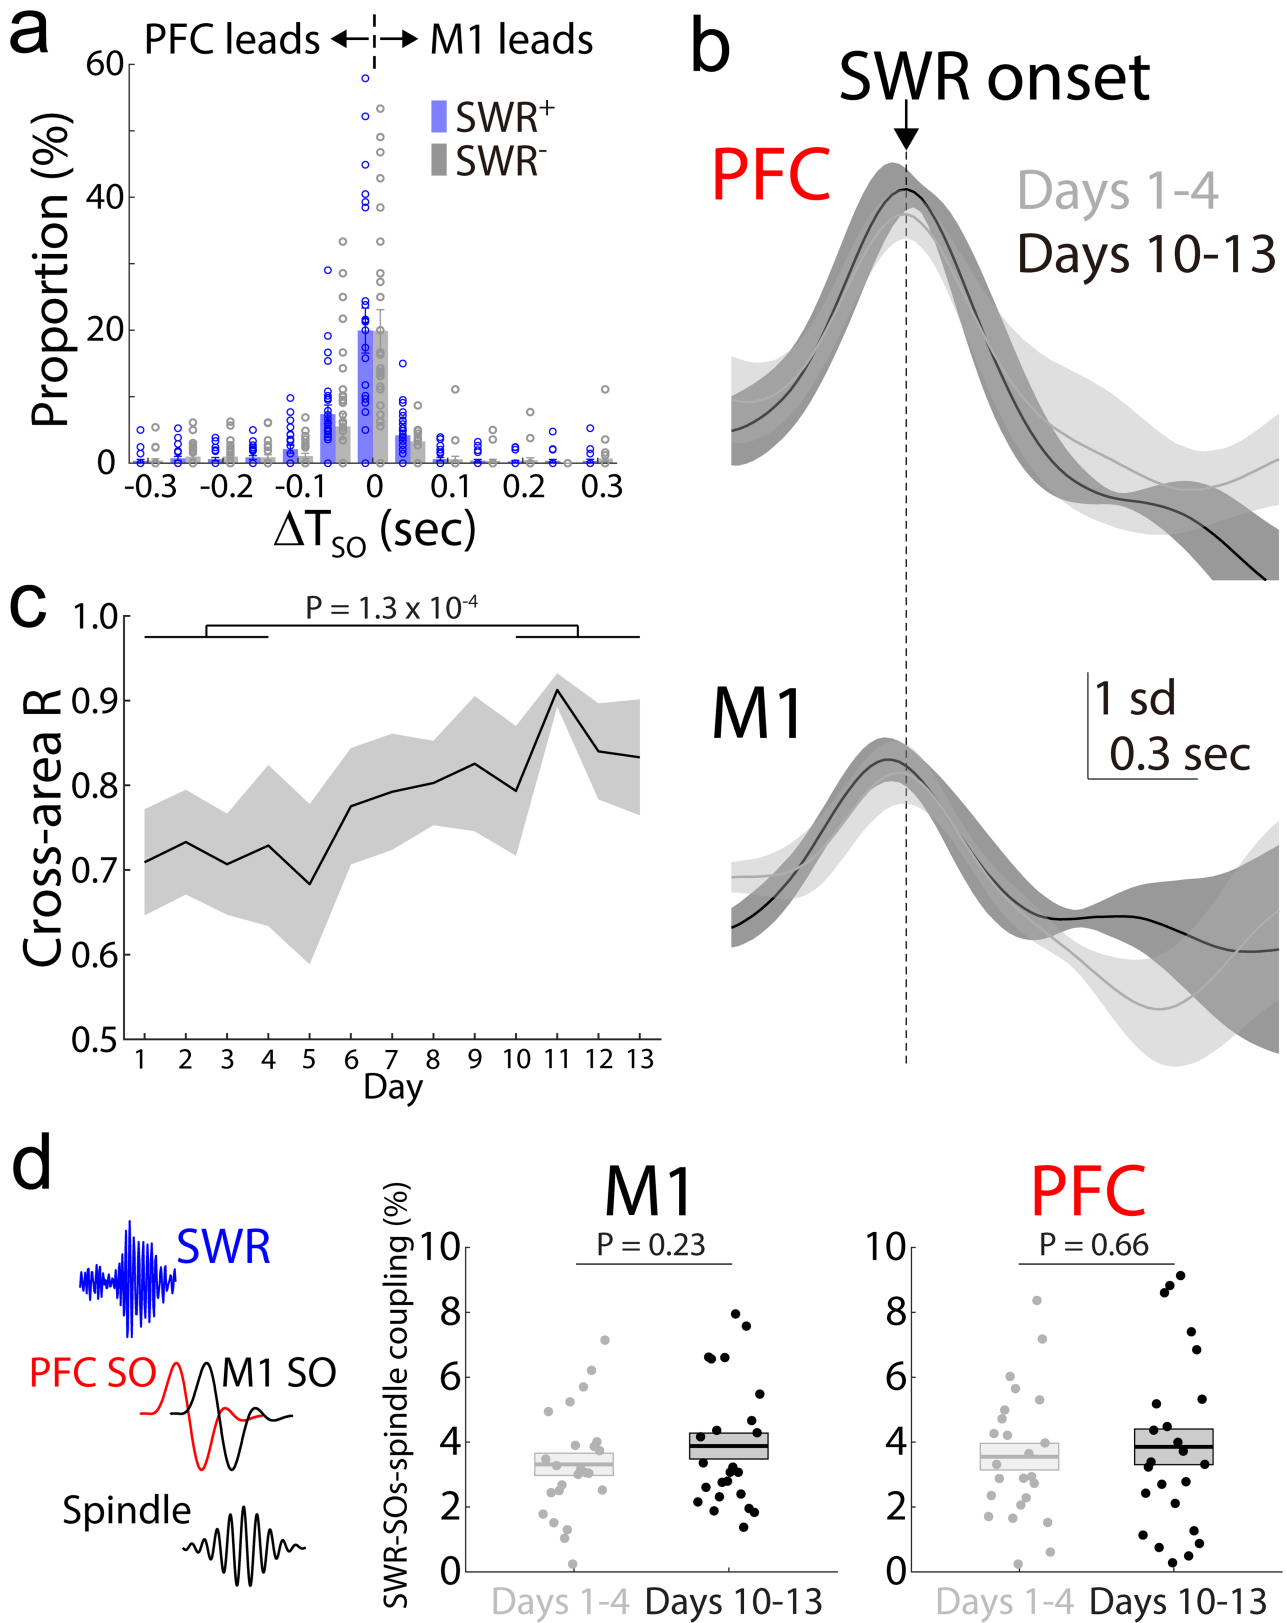 a
PFC leads
M1 leads
SWR+
SWR-
Proportion (%)
60
40
20
0
-0.3
-0.2
-0.1
0
0.1
0.2
0.3
ΔTSO (sec)
b
SWR onset
PFC
Days 1-4
Days 10-13
M1
1 sd
0.3 sec
c
P = 1.3 x 10-4
Cross-area R
1.0
0.9
0.8
0.7
0.6
0.5
1 2 3 4 5 6 7 8 9 10 11 12 13
Day
d
SWR
PFC SO
M1 SO
Spindle
SWR-SOs-spindle coupling (%)
M1
P = 0.23
10
8
6
4
2
0
Days 1-4
Days 10-13
PFC
P = 0.66
10
8
6
4
2
0
Days 1-4
Days 10-13